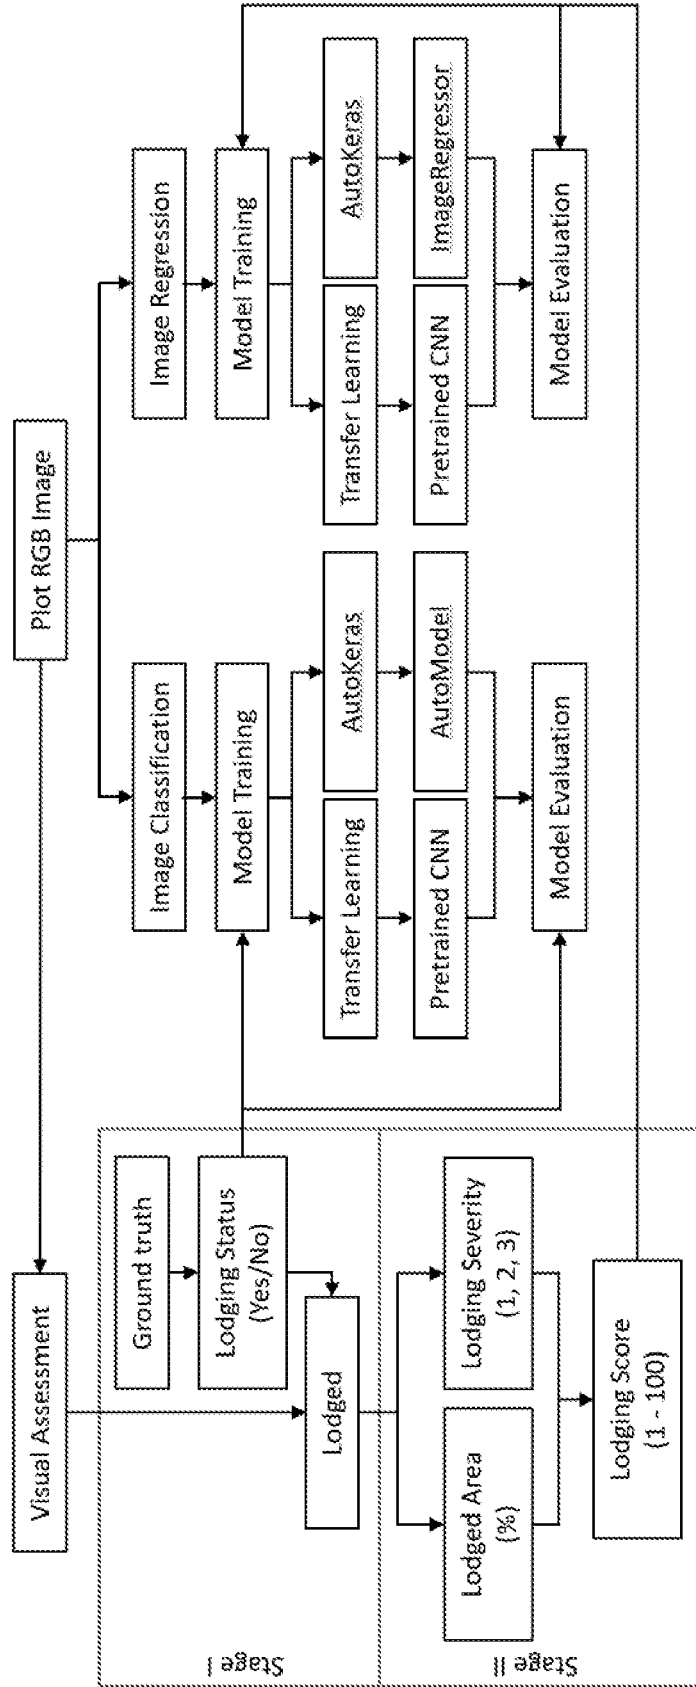 Plot RGB Image
Visual Assessment
Stage I
Ground truth
Lodging Status
(Yes/No)
Lodged
Stage II
Lodged Area
(%)
Lodging Severity
(1, 2, 3)
Lodging Score
(1 - 100)
Image Classification
Model Training
Transfer Learning
AutoKeras
Pretrained CNN
AutoModel
Model Evaluation
Image Regression
Model Training
Transfer Learning
AutoKeras
Pretrained CNN
ImageRegressor
Model Evaluation